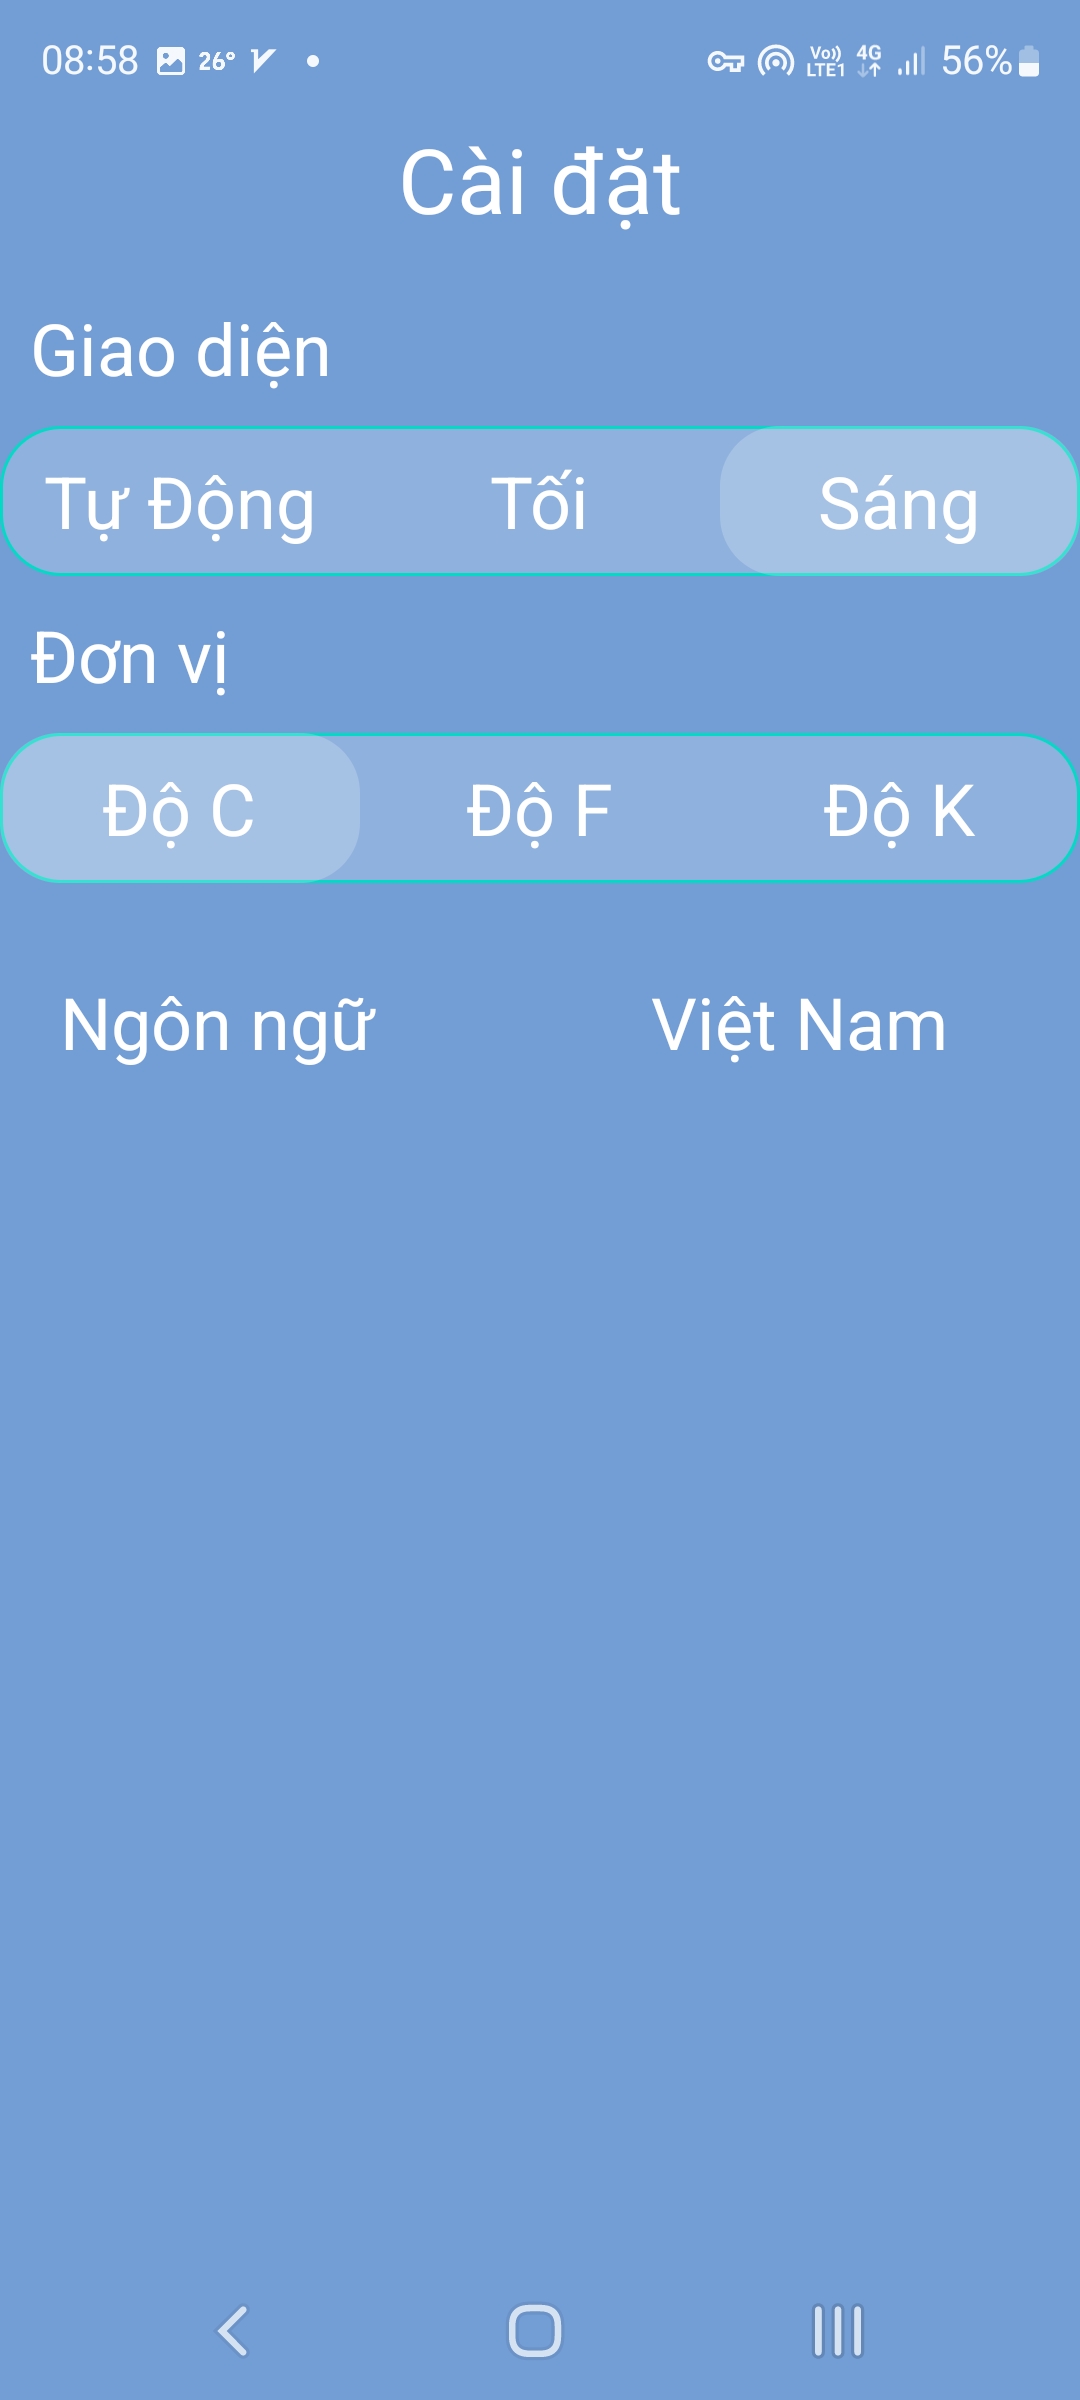 08:58 26° Vo)) LTE1 4G 56%
Cài đặt
Giao diện
Tự Động Tối Sáng
Đơn vị
Độ C Độ F Độ K
Ngôn ngữ Việt Nam